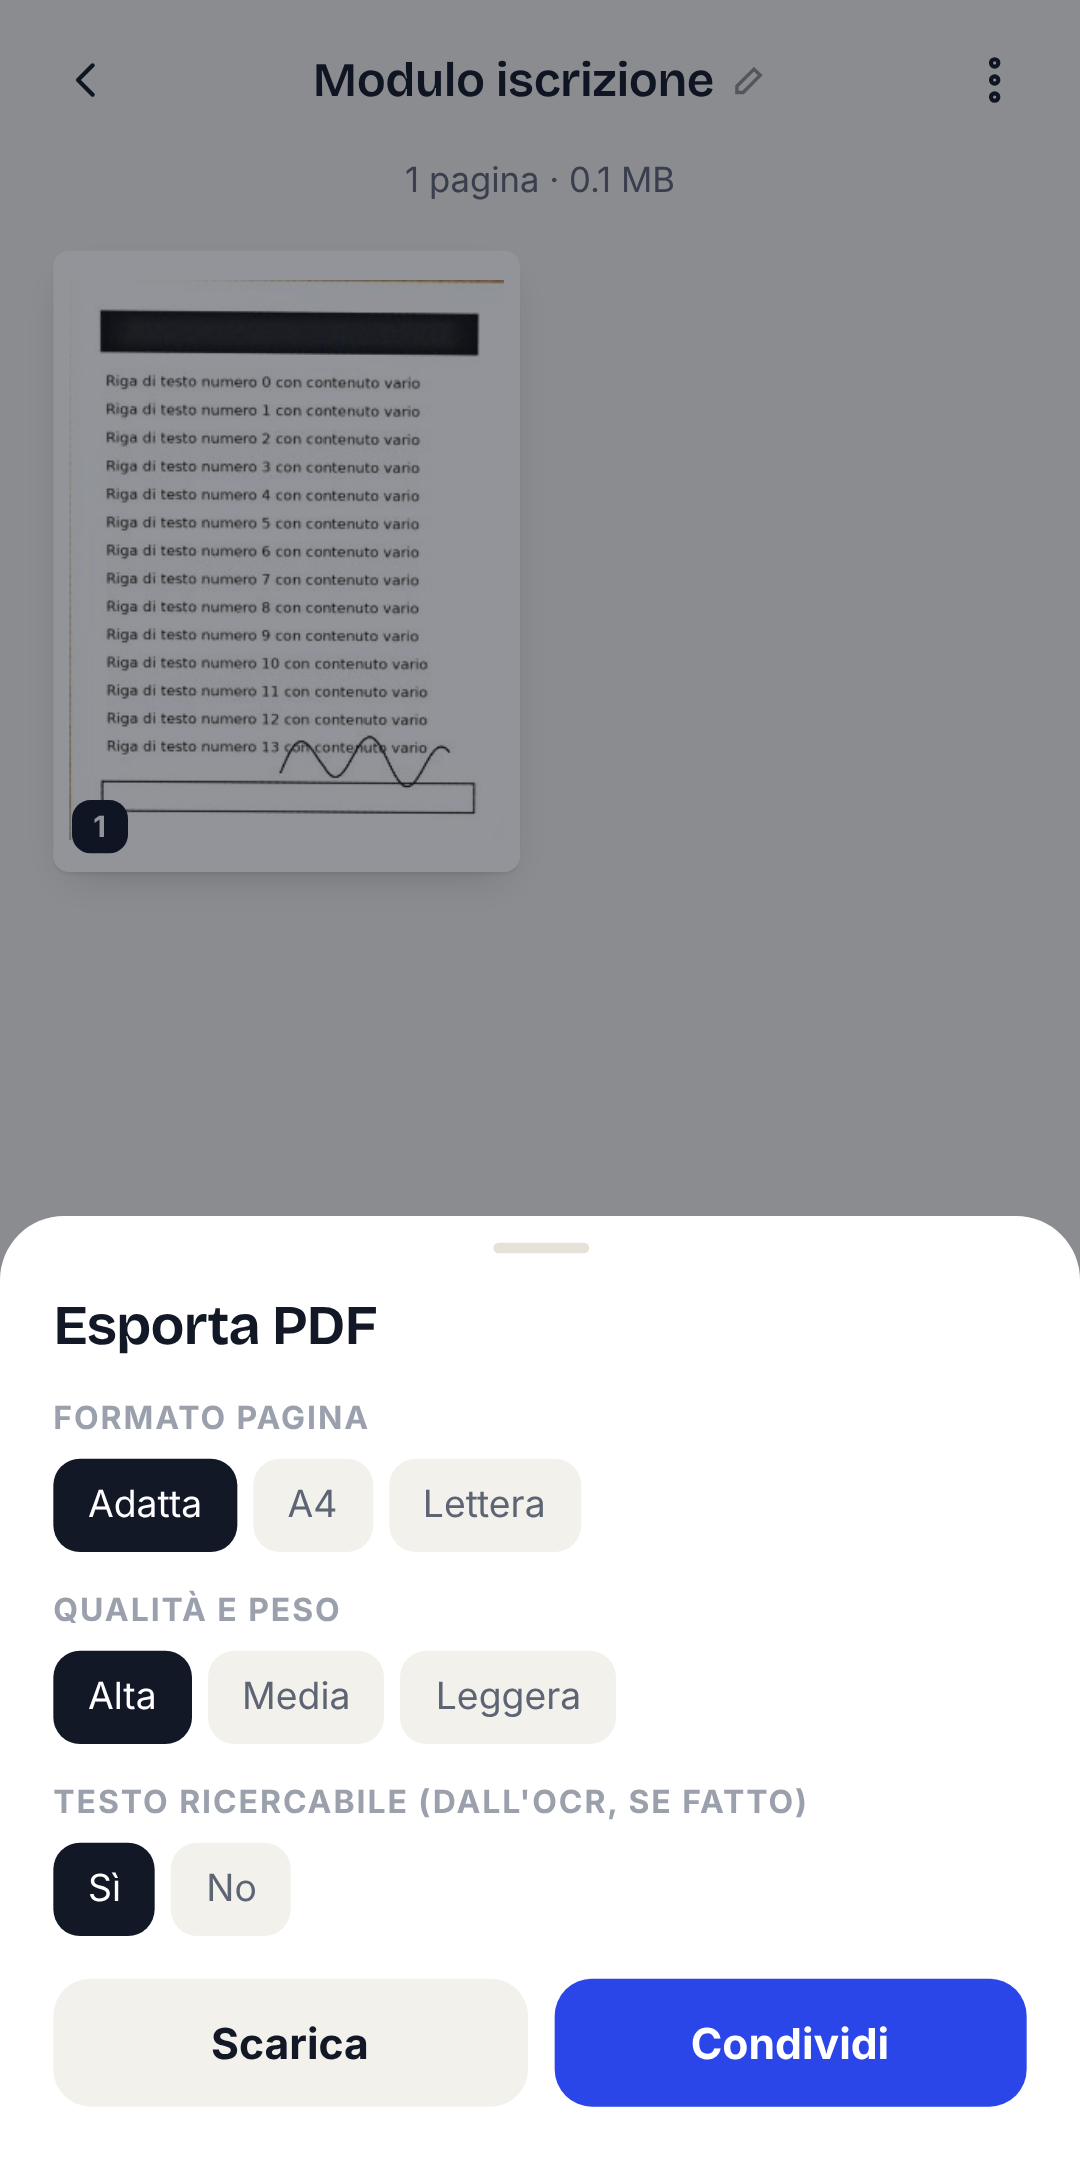 Modulo iscrizione
1 pagina · 0.1 MB
Riga di testo numero 0 con contenuto vario
Riga di testo numero 1 con contenuto vario
Riga di testo numero 2 con contenuto vario
Riga di testo numero 3 con contenuto vario
Riga di testo numero 4 con contenuto vario
Riga di testo numero 5 con contenuto vario
Riga di testo numero 6 con contenuto vario
Riga di testo numero 7 con contenuto vario
Riga di testo numero 8 con contenuto vario
Riga di testo numero 9 con contenuto vario
Riga di testo numero 10 con contenuto vario
Riga di testo numero 11 con contenuto vario
Riga di testo numero 12 con contenuto vario
Riga di testo numero 13 con contenuto vario
1
Esporta PDF
FORMATO PAGINA
Adatta A4 Lettera
QUALITÀ E PESO
Alta Media Leggera
TESTO RICERCABILE (DALL'OCR, SE FATTO)
Sì No
Scarica Condividi